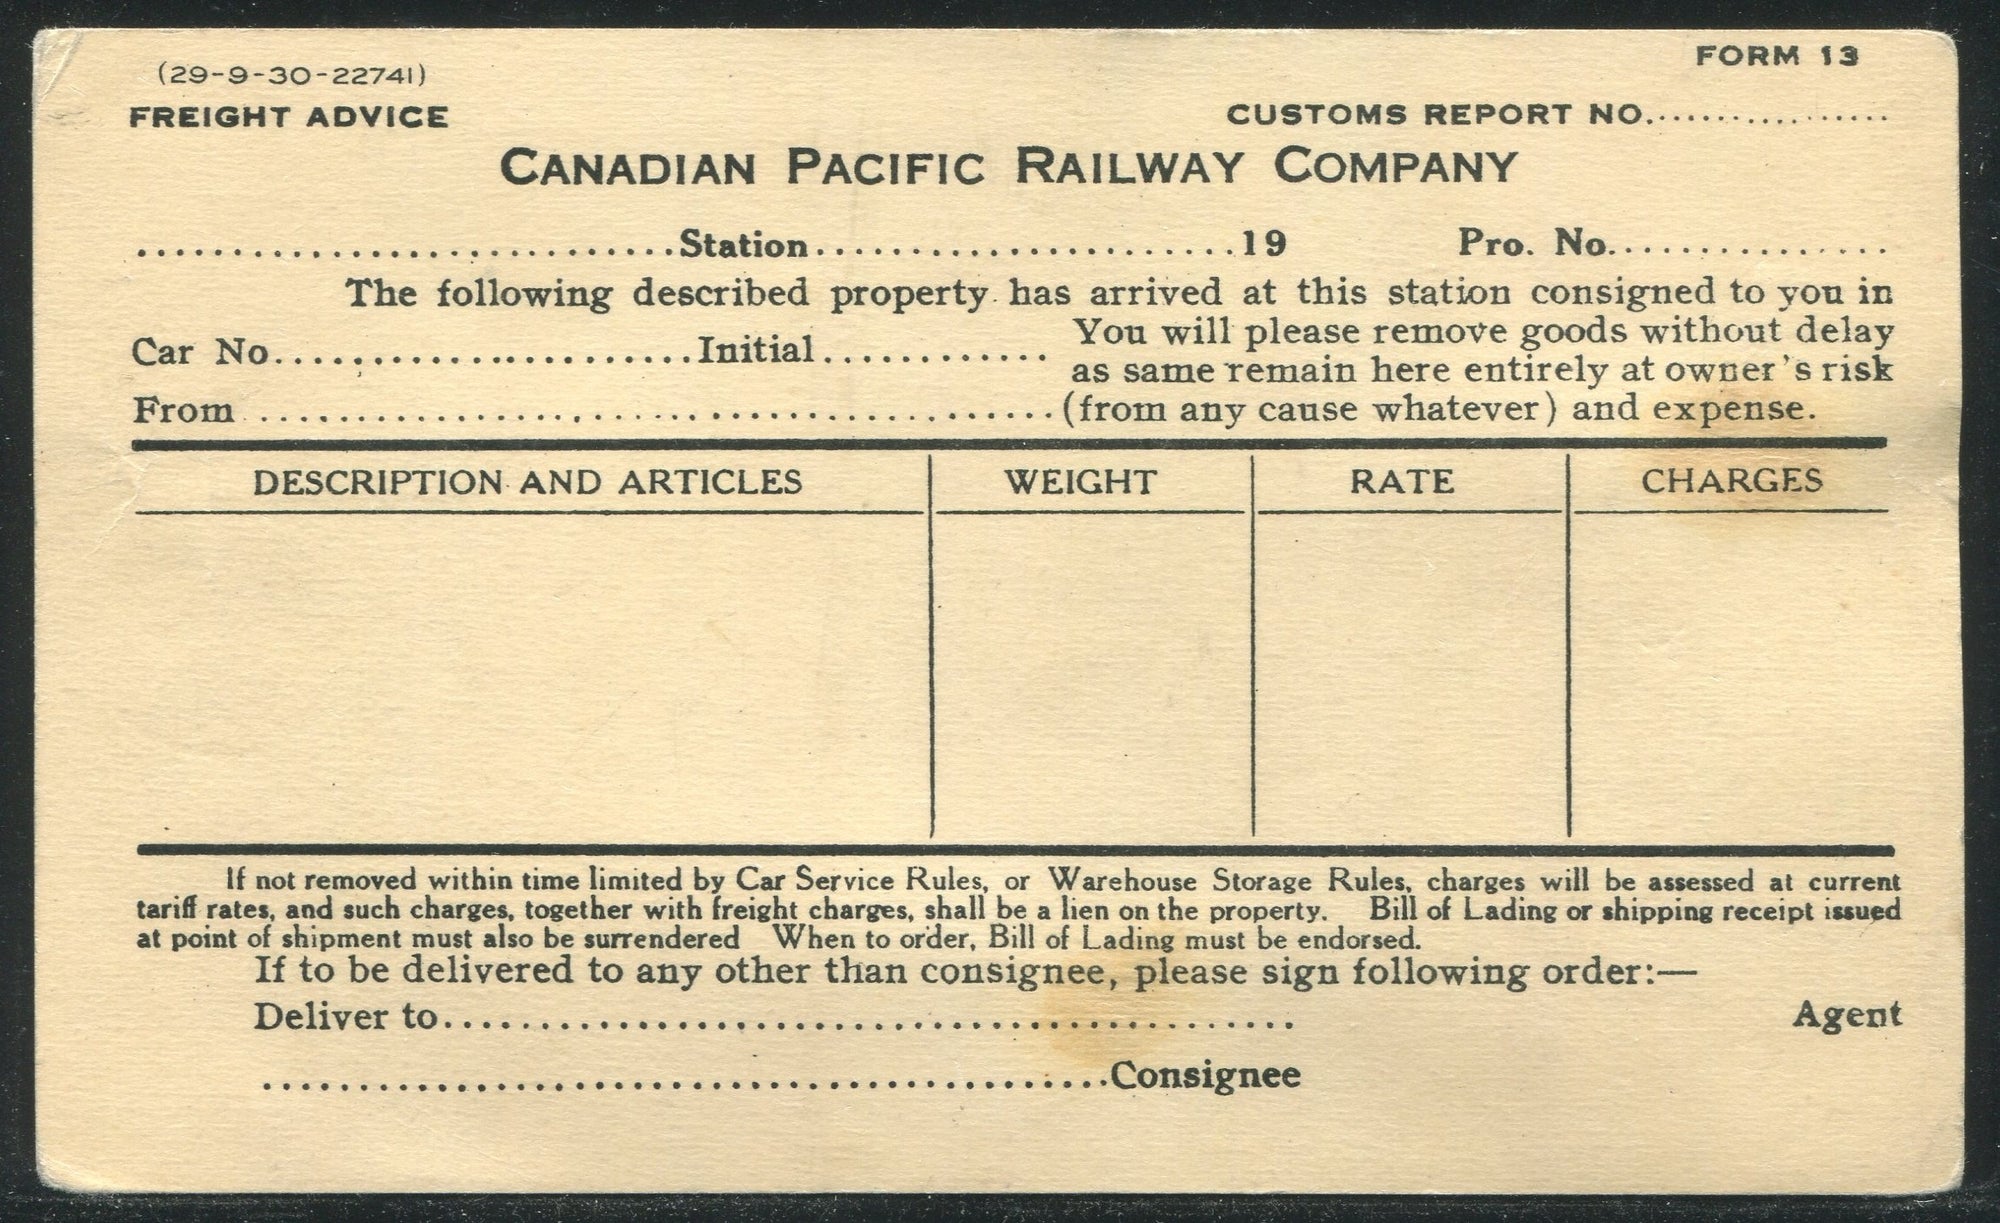 FORM 13
(29-9-30-22741)
FREIGHT ADVICE CUSTOMS REPORT NO.................
CANADIAN PACIFIC RAILWAY COMPANY
............................Station......................19 Pro. No...............
The following described property has arrived at this station consigned to you in
Car No......................Initial............ You will please remove goods without delay
as same remain here entirely at owner's risk
From ..........................................(from any cause whatever) and expense.
DESCRIPTION AND ARTICLES WEIGHT RATE CHARGES
If not removed within time limited by Car Service Rules, or Warehouse Storage Rules, charges will be assessed at current
tariff rates, and such charges, together with freight charges, shall be a lien on the property. Bill of Lading or shipping receipt issued
at point of shipment must also be surrendered When to order, Bill of Lading must be endorsed.
If to be delivered to any other than consignee, please sign following order:—
Deliver to............................................. Agent
............................................Consignee